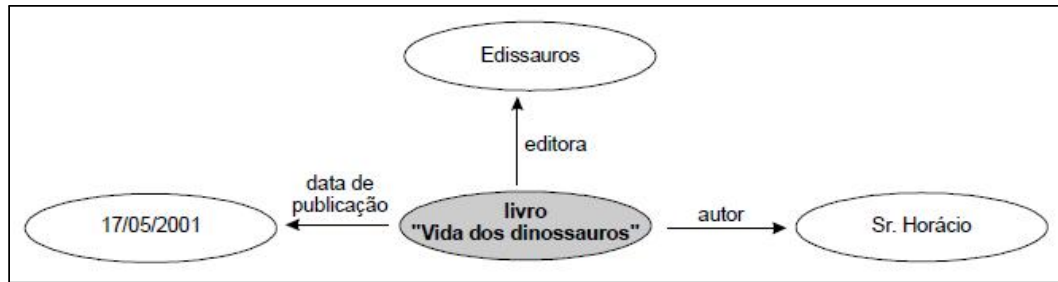 Edissauros
editora
data de
publicação
17/05/2001
livro
"Vida dos dinossauros"
autor
Sr. Horácio